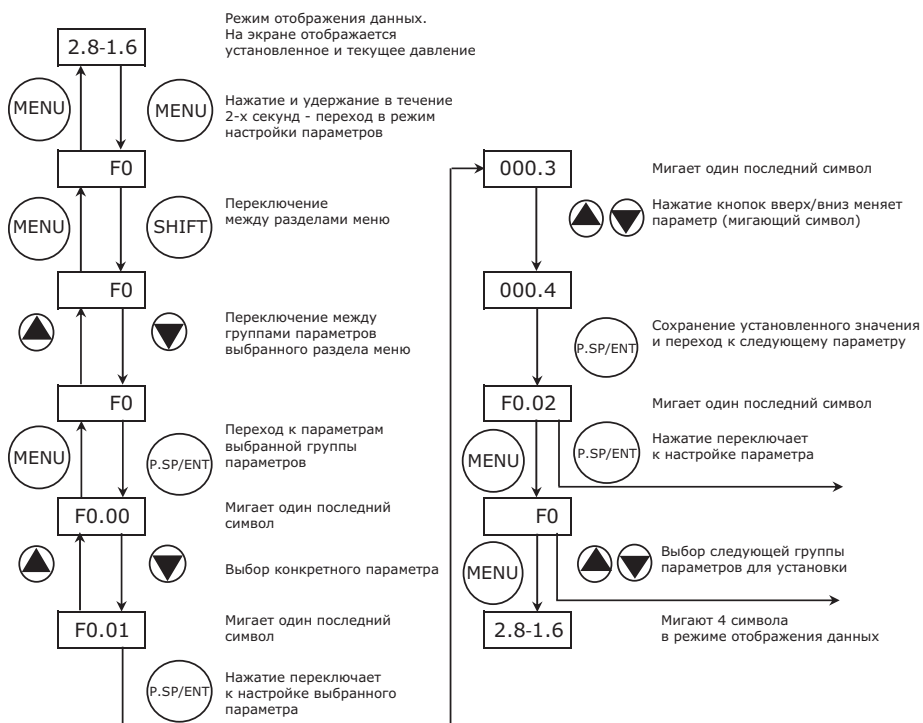 Режим отображения данных.
На экране отображается
установленное и текущее давление
2.8-1.6
MENU
MENU
Нажатие и удержание в течение
2-х секунд - переход в режим
настройки параметров
F0
MENU
SHIFT
Переключение
между разделами меню
F0
Переключение между
группами параметров
выбранного раздела меню
F0
MENU
P.SP/ENT
Переход к параметрам
выбранной группы
параметров
F0.00
Мигает один последний
символ
Выбор конкретного параметра
F0.01
Мигает один последний
символ
P.SP/ENT
Нажатие переключает
к настройке выбранного
параметра
000.3
Мигает один последний символ
Нажатие кнопок вверх/вниз меняет
параметр (мигающий символ)
000.4
P.SP/ENT
Сохранение установленного значения
и переход к следующему параметру
F0.02
Мигает один последний символ
MENU
P.SP/ENT
Нажатие переключает
к настройке параметра
F0
MENU
Выбор следующей группы
параметров для установки
2.8-1.6
Мигают 4 символа
в режиме отображения данных